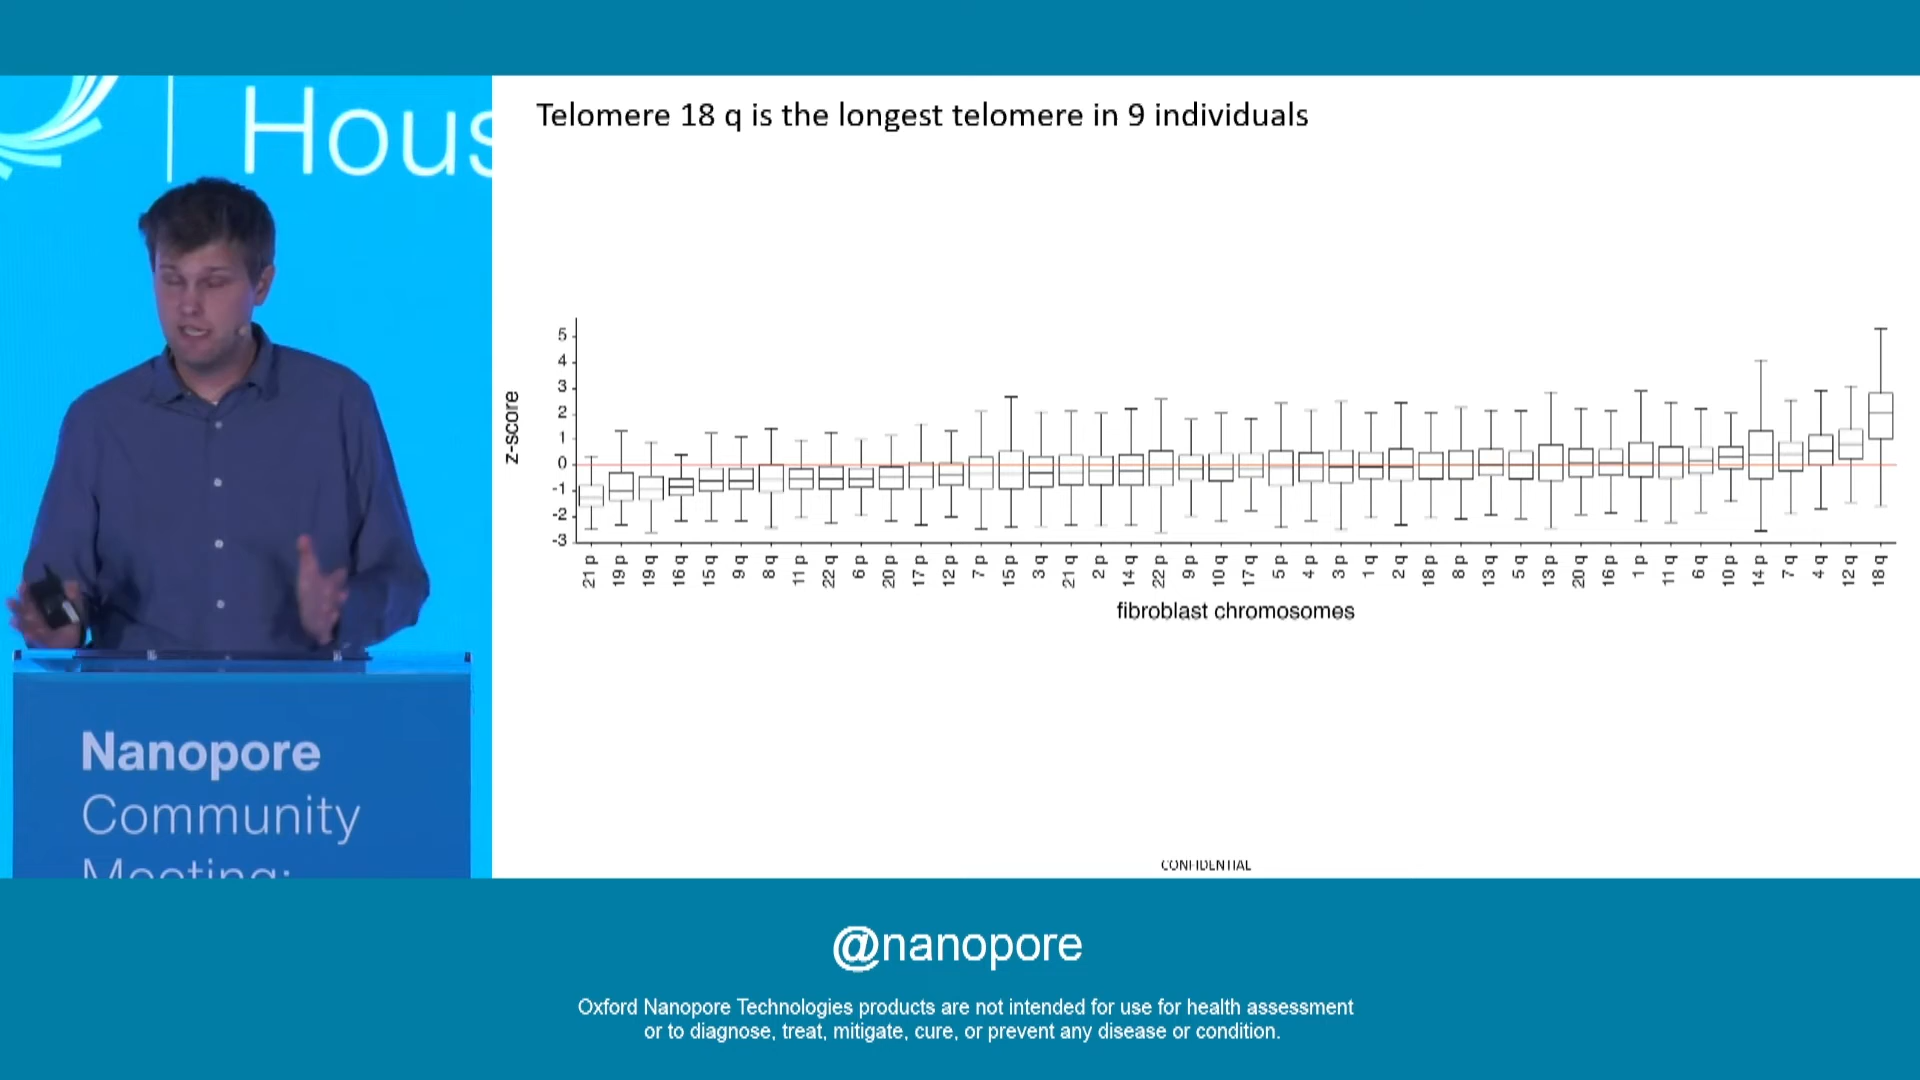 Hous
Telomere 18 q is the longest telomere in 9 individuals
z-score
5
4
3
2
1
0
-1
-2
-3
21 p
19 p
19 q
16 q
15 q
9 q
8 q
11 p
22 q
6 p
20 p
17 p
12 p
7 p
15 p
3 q
21 q
2 p
14 q
22 p
9 p
10 q
17 q
5 p
4 p
3 p
1 q
2 q
18 p
8 p
13 q
5 q
13 p
20 q
16 p
1 p
11 q
6 q
10 p
14 p
7 q
4 q
12 q
18 q
fibroblast chromosomes
CONFIDENTIAL
Nanopore
Community
Meeting:
@nanopore
Oxford Nanopore Technologies products are not intended for use for health assessment
or to diagnose, treat, mitigate, cure, or prevent any disease or condition.